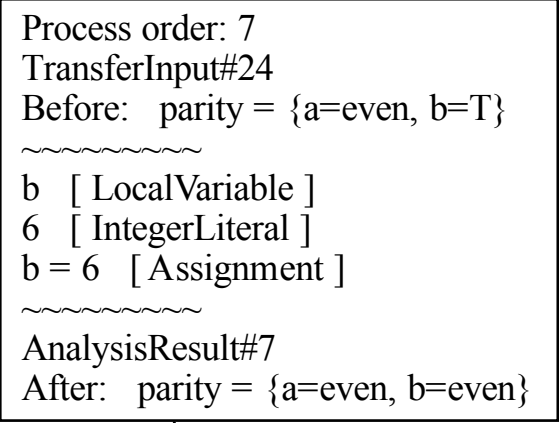 Process order: 7
TransferInput#24
Before: parity = {a=even, b=T}
~~~~~~~~~
b [ LocalVariable ]
6 [ IntegerLiteral ]
b = 6 [ Assignment ]
~~~~~~~~~
AnalysisResult#7
After: parity = {a=even, b=even}